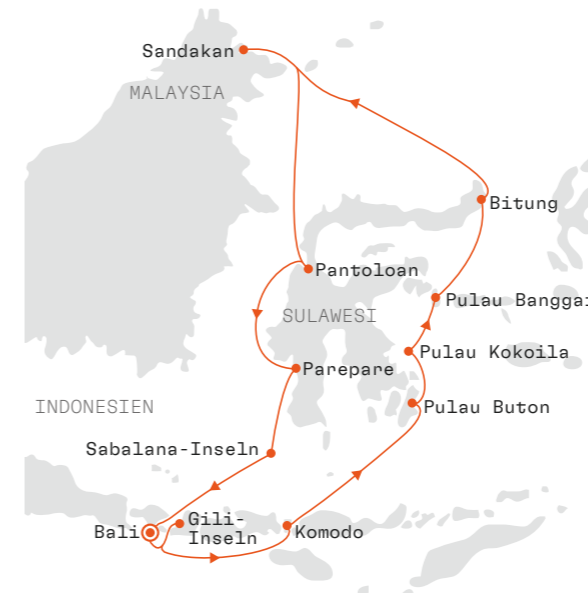 Sandakan
MALAYSIA
Bitung
Pantoloan
Pulau Banggai
SULAWESI
Pulau Kokoila
Parepare
INDONESIEN
Pulau Buton
Sabalana-Inseln
Gili-
Inseln
Bali
Komodo